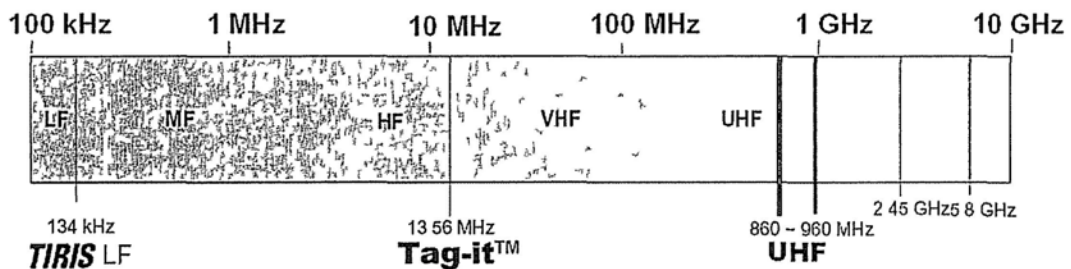 100 kHz 1 MHz 10 MHz 100 MHz 1 GHz 10 GHz
LF MF HF VHF UHF
134 kHz 13 56 MHz 860 ~ 960 MHz 2 45 GHz 5 8 GHz
TIRIS LF Tag-it™ UHF